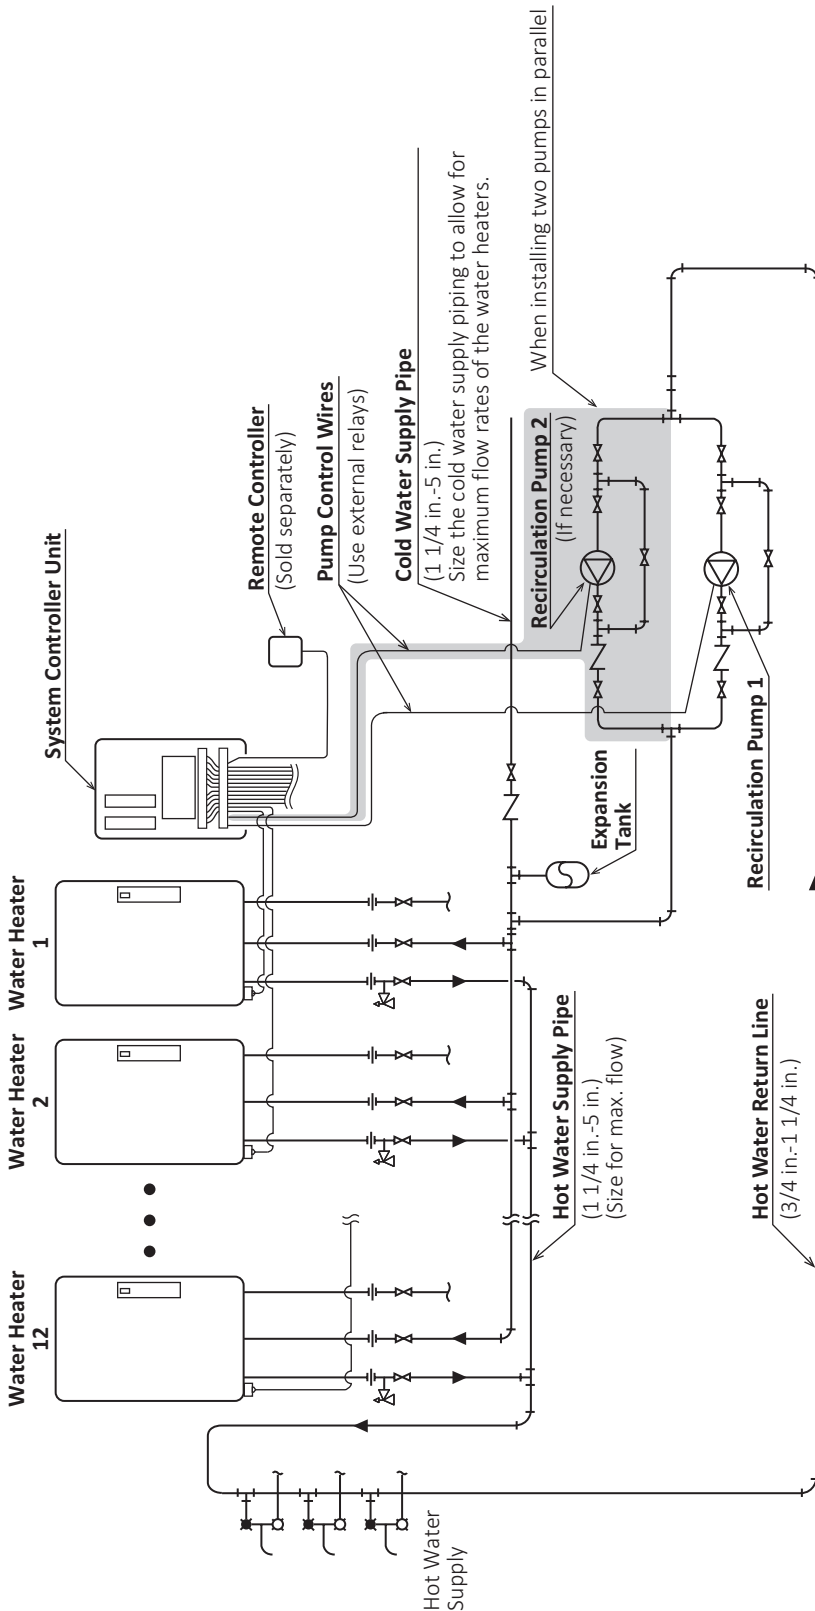 Water Heater
12
Water Heater
2
Water Heater
1
System Controller Unit
Remote Controller
(Sold separately)
Pump Control Wires
(Use external relays)
Cold Water Supply Pipe
(1 1/4 in.-5 in.)
Size the cold water supply piping to allow for
maximum flow rates of the water heaters.
When installing two pumps in parallel
Recirculation Pump 2
(If necessary)
Expansion
Tank
Recirculation Pump 1
Hot Water Supply Pipe
(1 1/4 in.-5 in.)
(Size for max. flow)
Hot Water Return Line
(3/4 in.-1 1/4 in.)
Hot Water
Supply